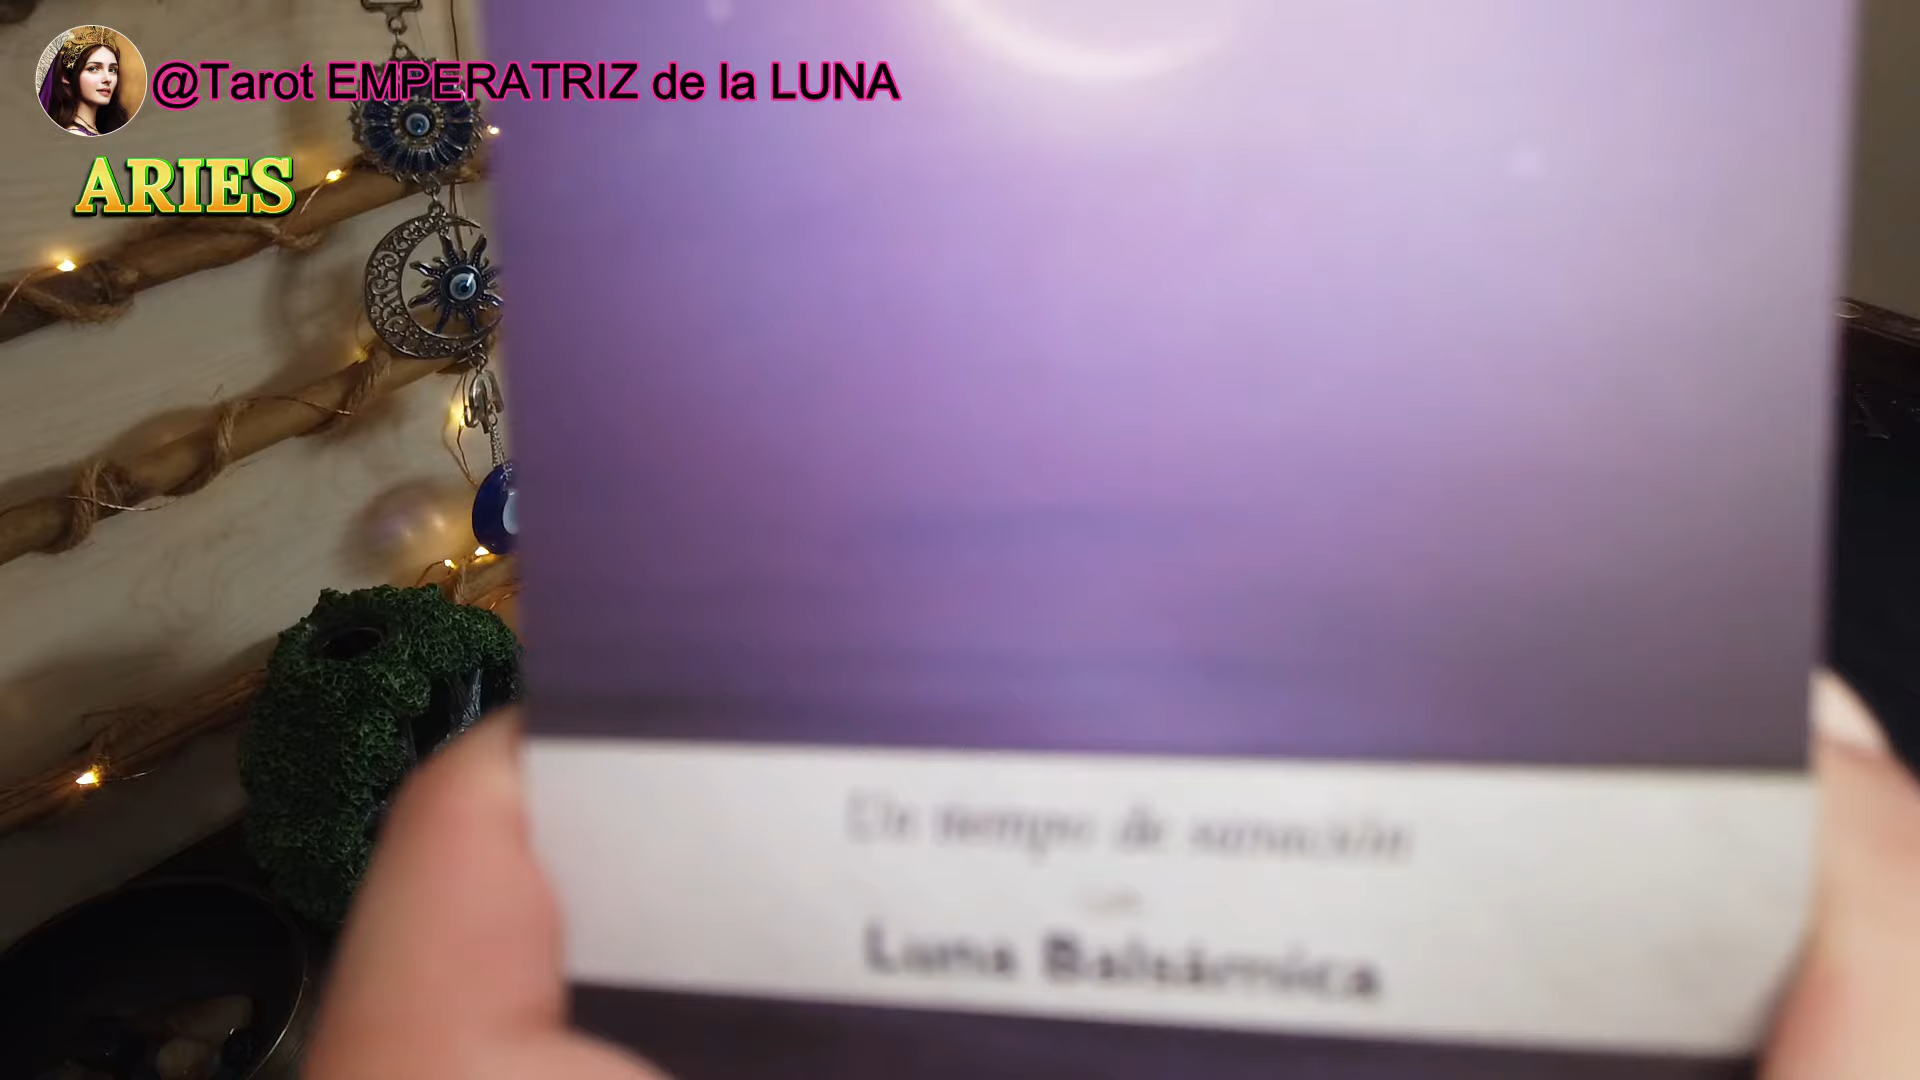 @Tarot EMPERATRIZ de la LUNA
ARIES
Un tiempo de sanación
Luna Balsámica